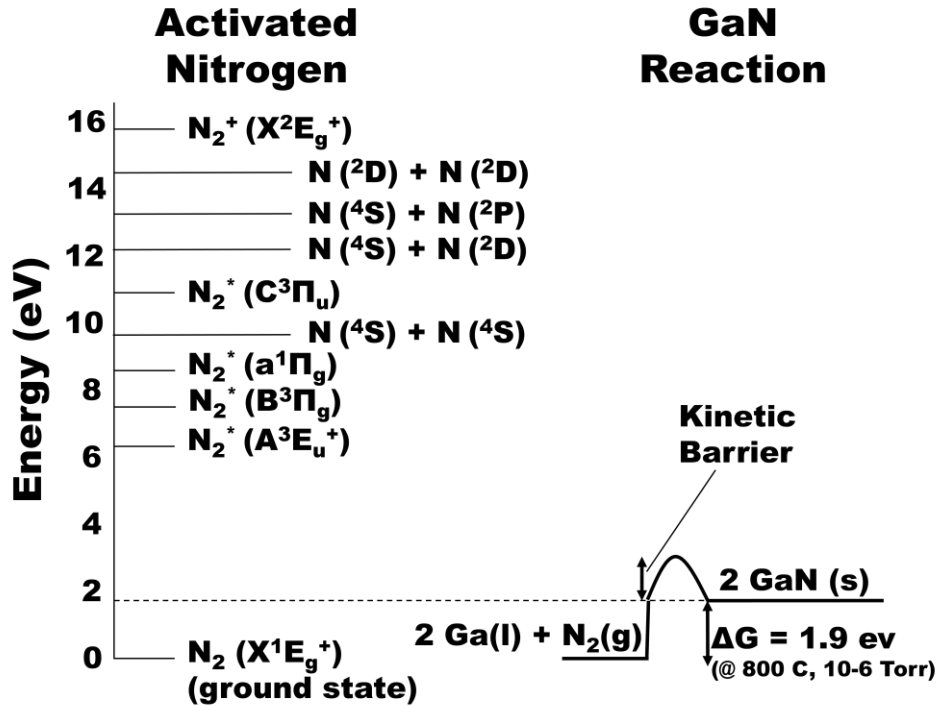 Activated
Nitrogen
GaN
Reaction
Energy (eV)
16
14
12
10
8
6
4
2
0
N₂⁺ (X²Eg⁺)
N (²D) + N (²D)
N (⁴S) + N (²P)
N (⁴S) + N (²D)
N₂* (C³Πᵤ)
N (⁴S) + N (⁴S)
N₂* (a¹Πg)
N₂* (B³Πg)
N₂* (A³Eᵤ⁺)
N₂ (X¹Eg⁺)
(ground state)
Kinetic
Barrier
2 GaN (s)
2 Ga(l) + N₂(g)
ΔG = 1.9 ev
(@ 800 C, 10-6 Torr)